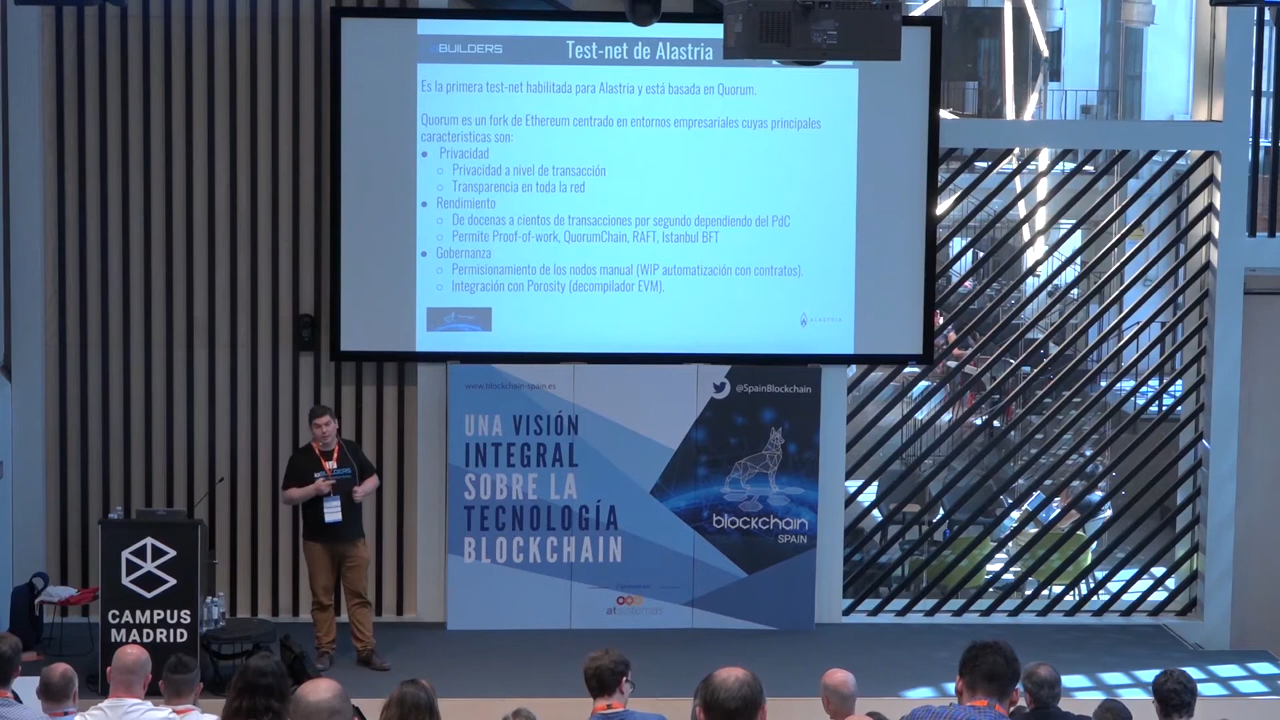 BUILDERS
Test-net de Alastria
Es la primera test-net habilitada para Alastria y está basada en Quorum.
Quorum es un fork de Ethereum centrado en entornos empresariales cuyas principales
caracteristicas son:
● Privacidad
○ Privacidad a nivel de transacción
○ Transparencia en toda la red
● Rendimiento
○ De docenas a cientos de transacciones por segundo dependiendo del PdC
○ Permite Proof-of-work, QuorumChain, RAFT, Istanbul BFT
● Gobernanza
○ Permisionamiento de los nodos manual (WIP automatización con contratos).
○ Integración con Porosity (decompilador EVM).
ALASTRIA
www.blockchain-spain.es
@SpainBlockchain
UNA VISIÓN
INTEGRAL
SOBRE LA
TECNOLOGÍA
BLOCKCHAIN
blockchain
SPAIN
atsistemas
BUILDERS
CAMPUS
MADRID